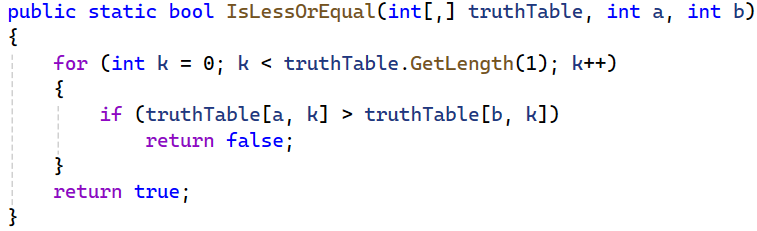 public static bool IsLessOrEqual(int[,] truthTable, int a, int b)
{
    for (int k = 0; k < truthTable.GetLength(1); k++)
    {
        if (truthTable[a, k] > truthTable[b, k])
            return false;
    }
    return true;
}